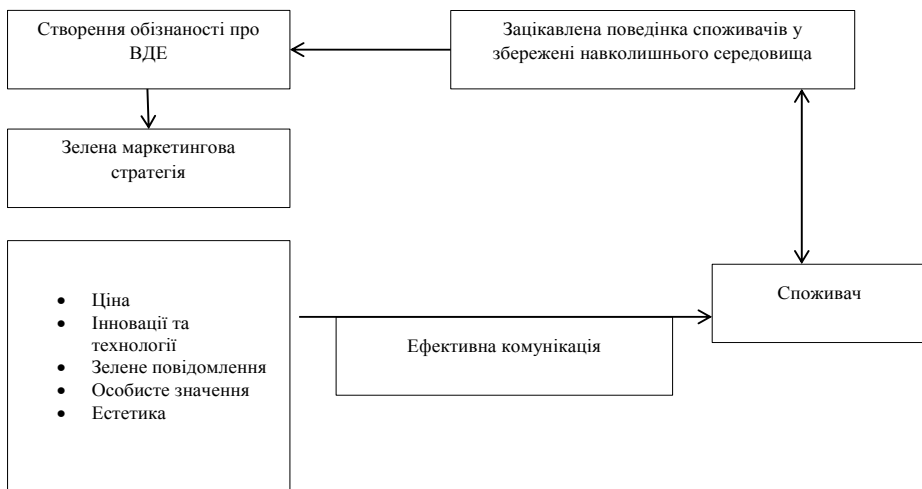 Створення обізнаності про
ВДЕ
Зацікавлена поведінка споживачів у
збережені навколишнього середовища
Зелена маркетингова
стратегія
• Ціна
• Інновації та
технології
• Зелене повідомлення
• Особисте значення
• Естетика
Ефективна комунікація
Споживач